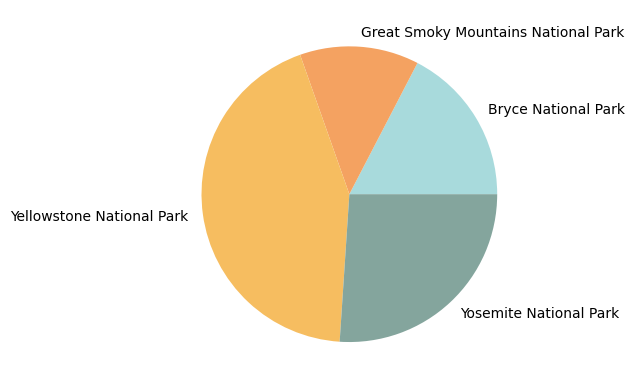 Great Smoky Mountains National Park
Bryce National Park
Yellowstone National Park
Yosemite National Park